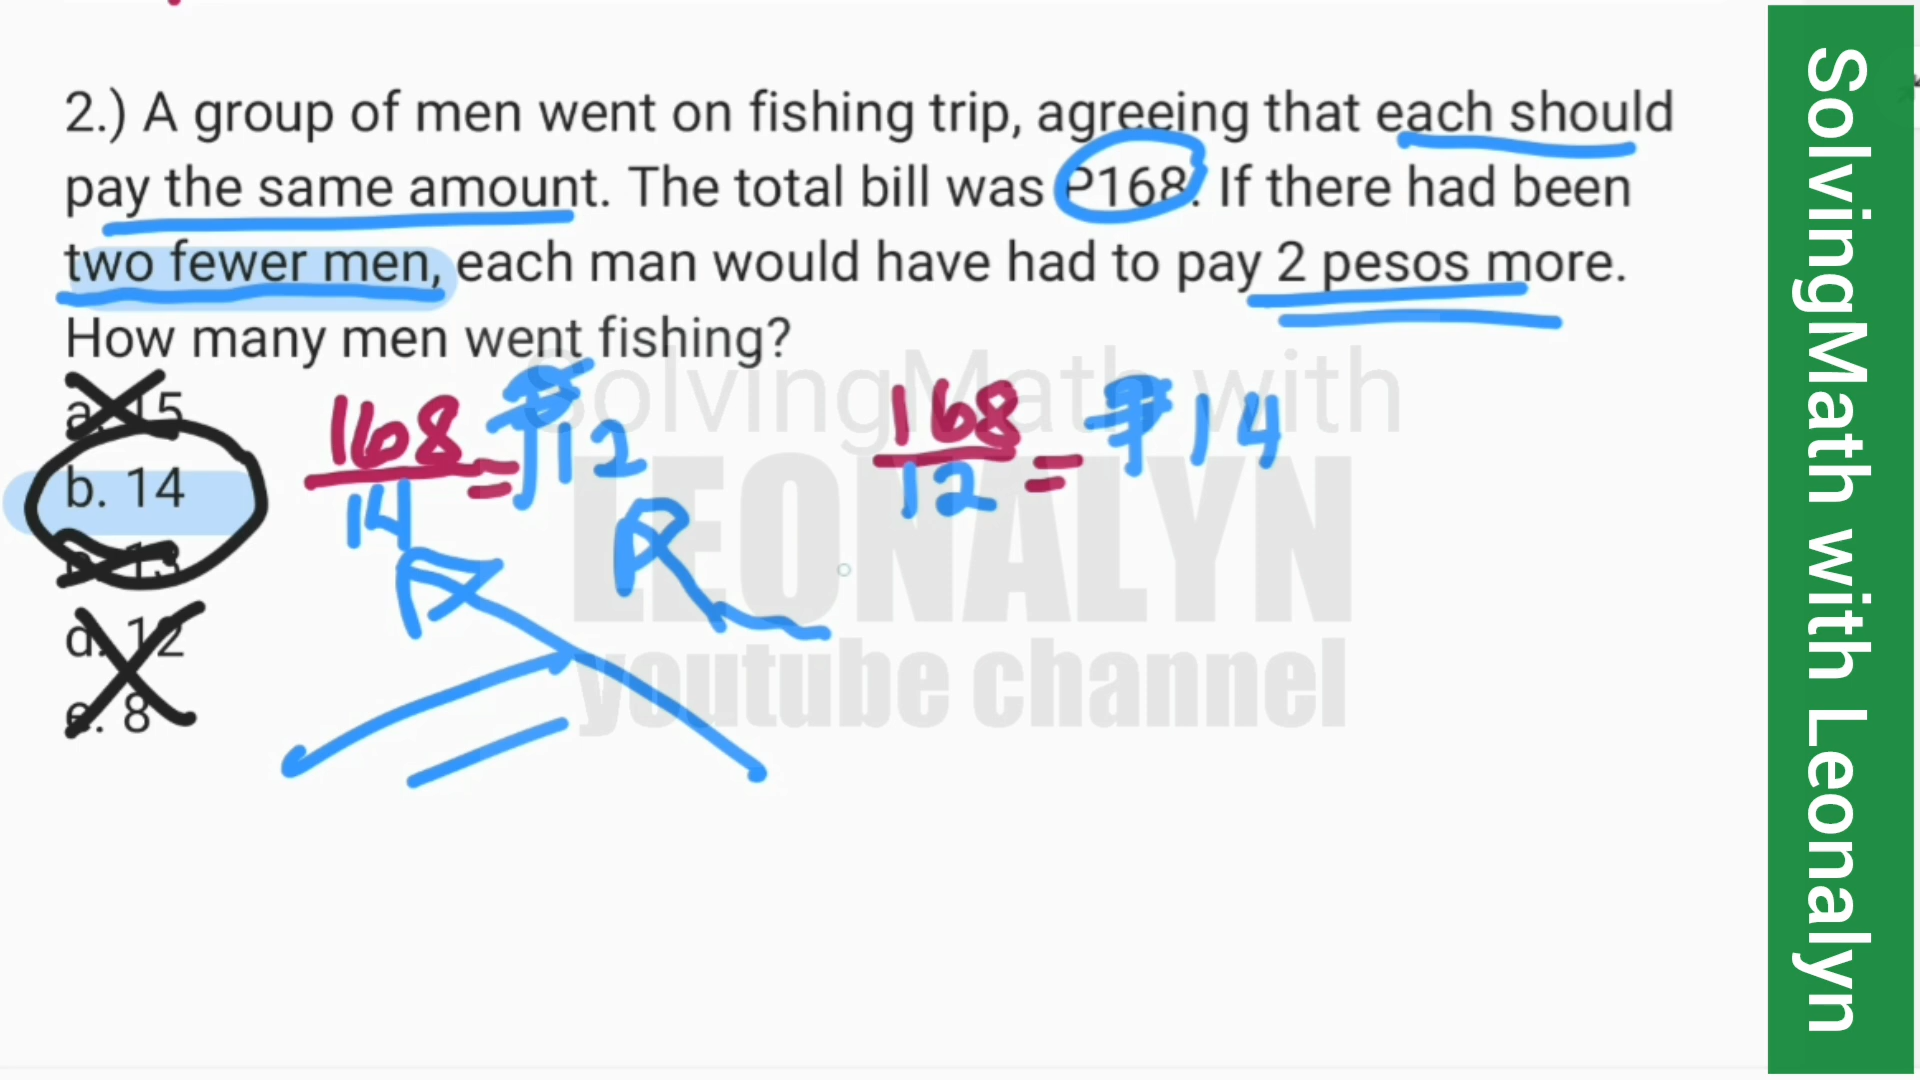 2.) A group of men went on fishing trip, agreeing that each should
pay the same amount. The total bill was P168. If there had been
two fewer men, each man would have had to pay 2 pesos more.
How many men went fishing?
a. 15
b. 14
13
d. 12
e. 8
168
14
= ₱12
168
12
= ₱14
SolvingMath with
LEONALYN
youtube channel
SolvingMath with Leonalyn